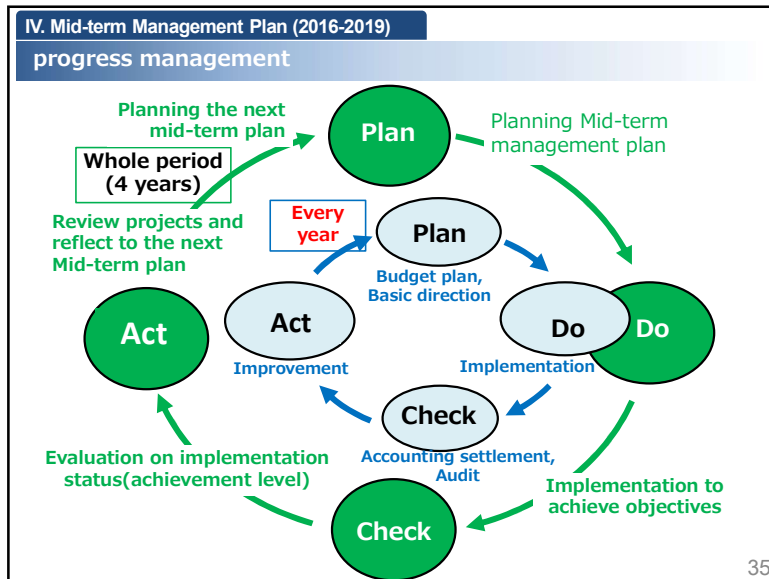 IV. Mid-term Management Plan (2016-2019)
progress management
Planning the next
mid-term plan
Plan
Planning Mid-term
management plan
Whole period
(4 years)
Review projects and
reflect to the next
Mid-term plan
Every
year
Plan
Budget plan,
Basic direction
Act
Act
Improvement
Do
Do
Implementation
Check
Accounting settlement,
Audit
Evaluation on implementation
status(achievement level)
Implementation to
achieve objectives
Check
35